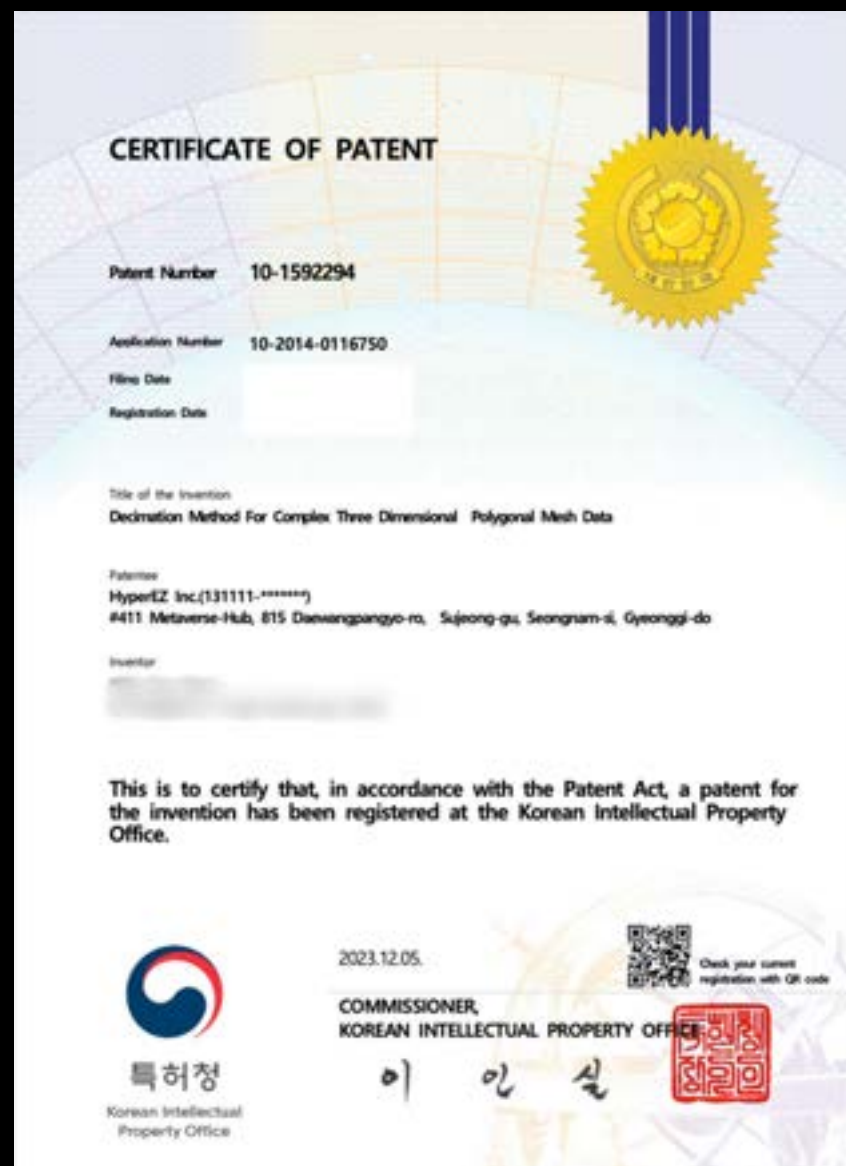 CERTIFICATE OF PATENT
대한민국
Patent Number 10-1592294
Application Number 10-2014-0116750
Filing Date
Registration Date
Title of the Invention
Decimation Method For Complex Three Dimensional Polygonal Mesh Data
Patentee
HyperEZ Inc.(131111-*******)
#411 Metaverse-Hub, 815 Daewangpangyo-ro, Sujeong-gu, Seongnam-si, Gyeonggi-do
Inventor
This is to certify that, in accordance with the Patent Act, a patent for
the invention has been registered at the Korean Intellectual Property
Office.
2023.12.05.
Check your current
registration with QR code
COMMISSIONER,
KOREAN INTELLECTUAL PROPERTY OFFICE
이 인 실
특허청
Korean Intellectual
Property Office